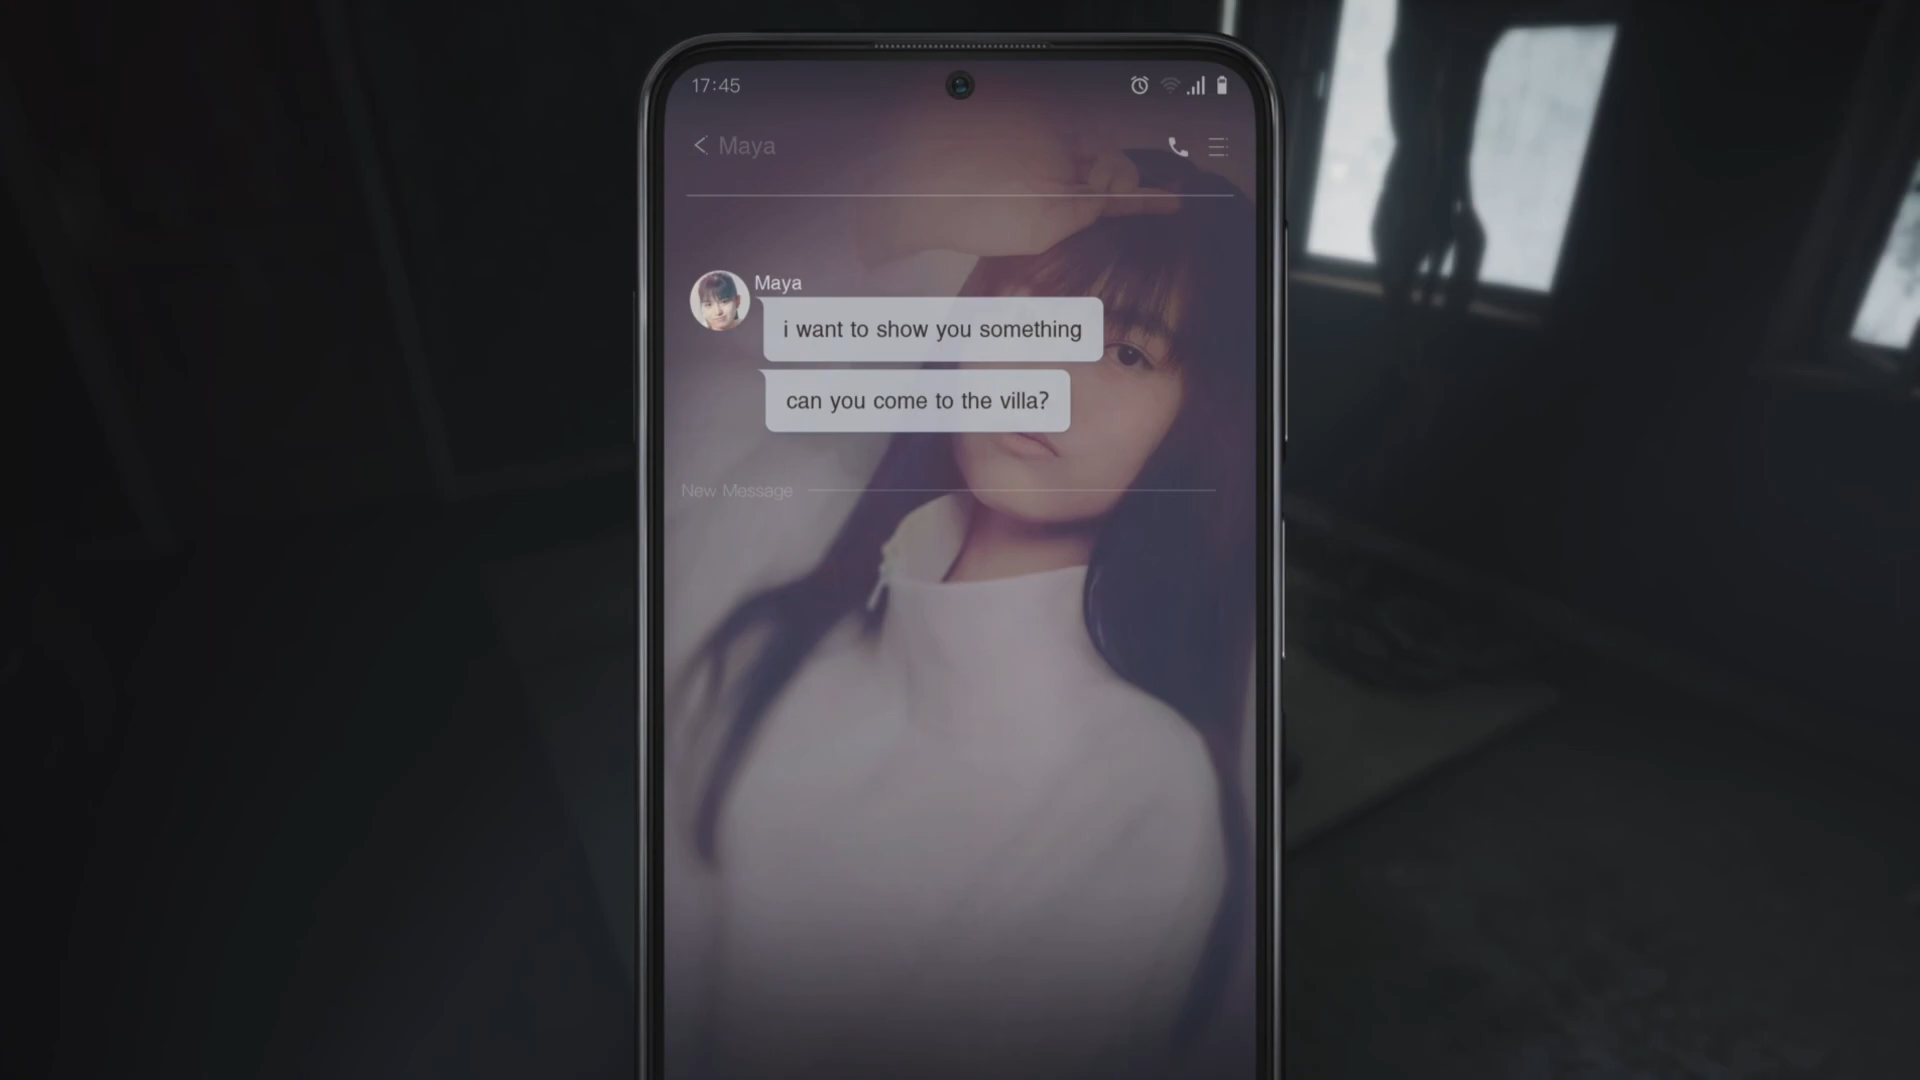 17:45
Maya
Maya
i want to show you something
can you come to the villa?
New Message